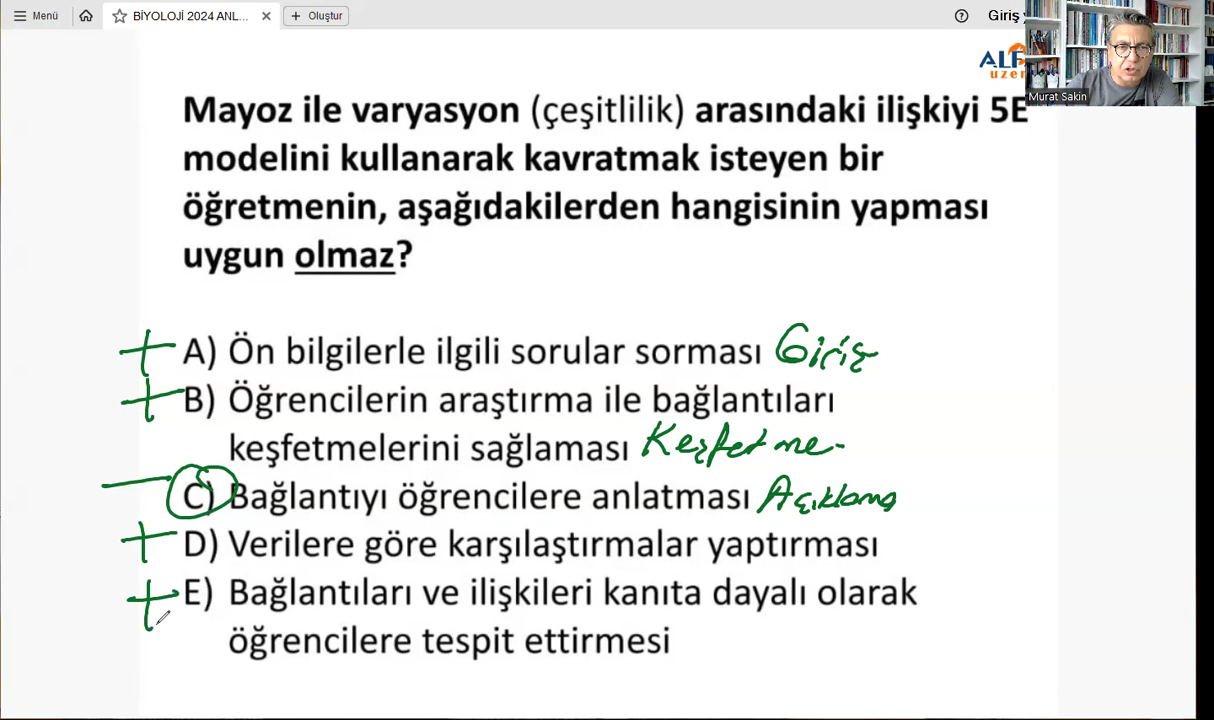 Menü
BİYOLOJİ 2024 ANL...
Oluştur
Giriş
ALF
uzer
Murat Sakin
Mayoz ile varyasyon (çeşitlilik) arasındaki ilişkiyi 5E
modelini kullanarak kavratmak isteyen bir
öğretmenin, aşağıdakilerden hangisinin yapması
uygun olmaz?
A) Ön bilgilerle ilgili sorular sorması Giriş
B) Öğrencilerin araştırma ile bağlantıları
keşfetmelerini sağlaması Keşfetme-
C) Bağlantıyı öğrencilere anlatması Açıklama
D) Verilere göre karşılaştırmalar yaptırması
E) Bağlantıları ve ilişkileri kanıta dayalı olarak
öğrencilere tespit ettirmesi